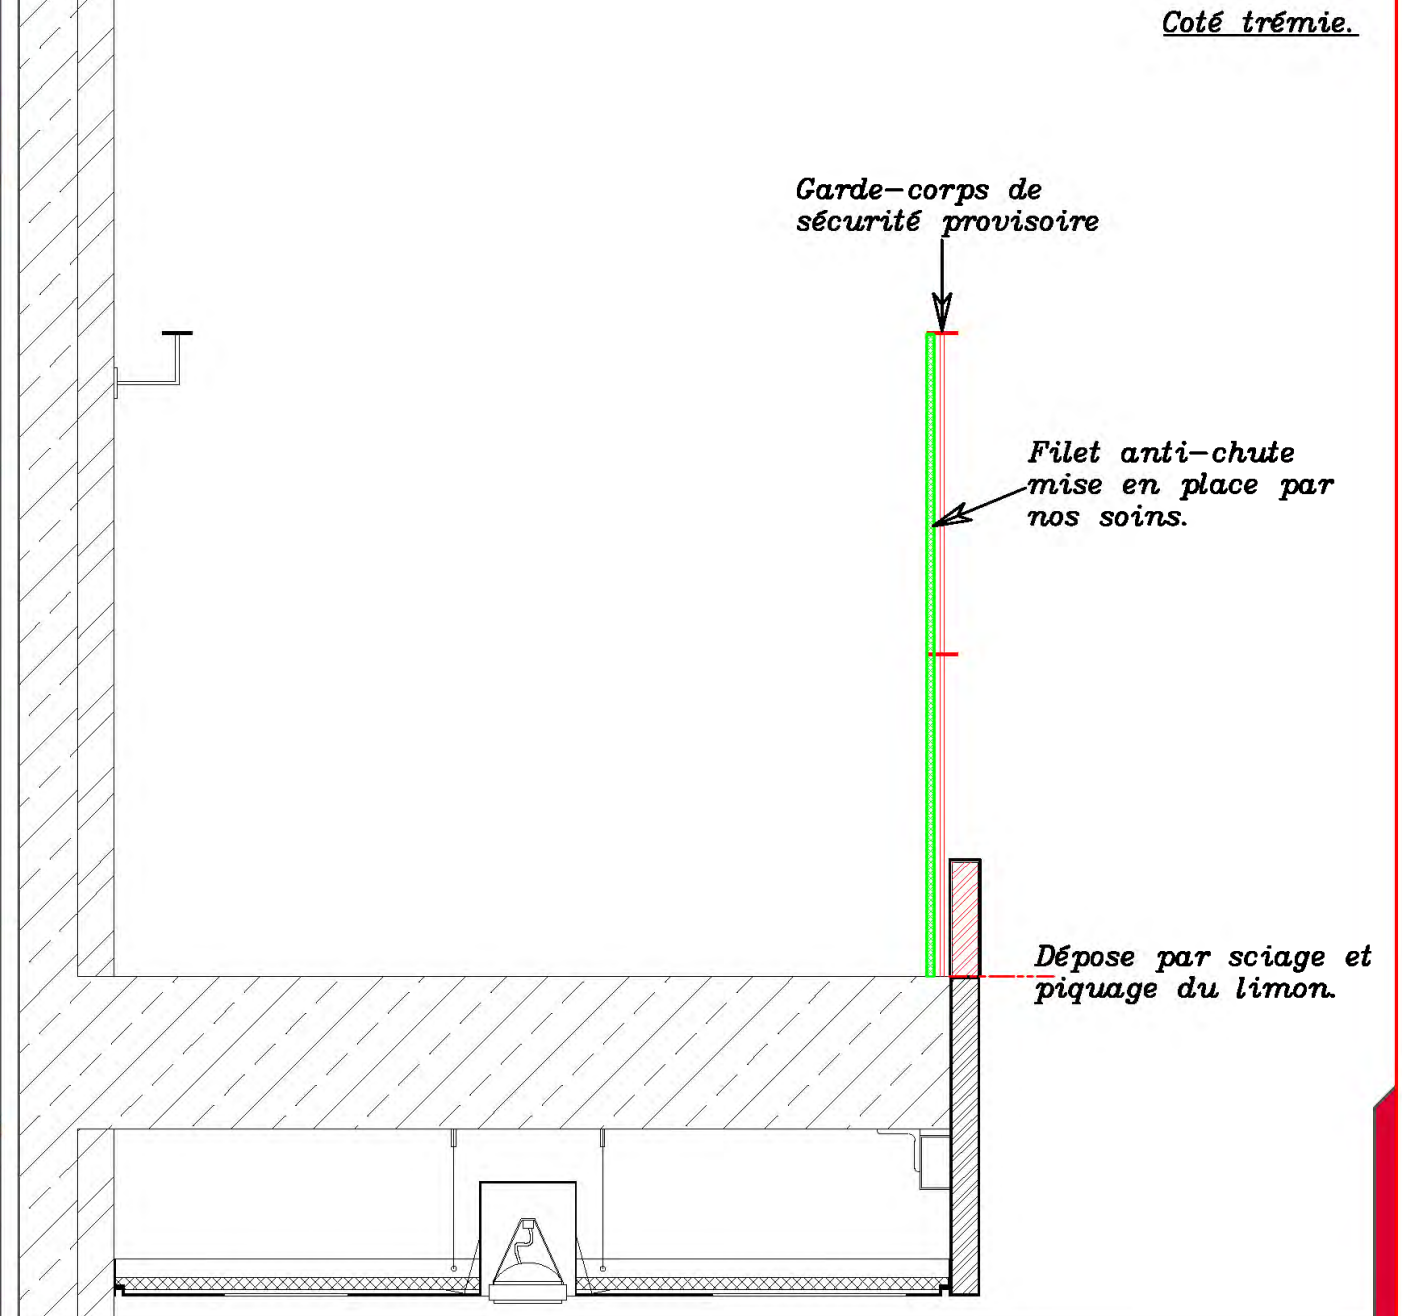 Coté trémie.
Garde-corps de
sécurité provisoire
Filet anti-chute
mise en place par
nos soins.
Dépose par sciage et
piquage du limon.